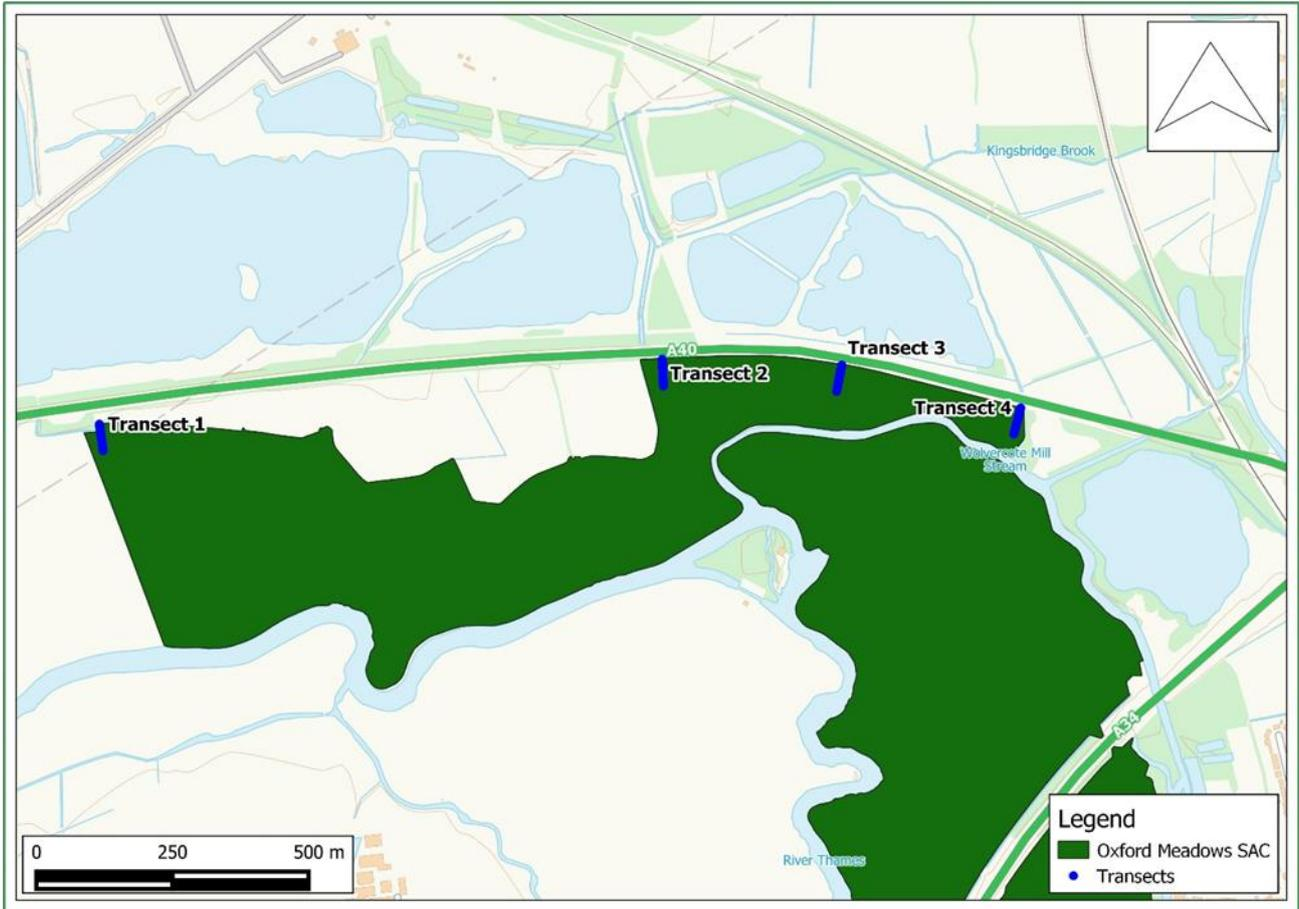 Kingsbridge Brook
A40
Transect 3
Transect 2
Transect 4
Transect 1
Wolvercote Mill
Stream
A34
River Thames
0 250 500 m
Legend
Oxford Meadows SAC
Transects